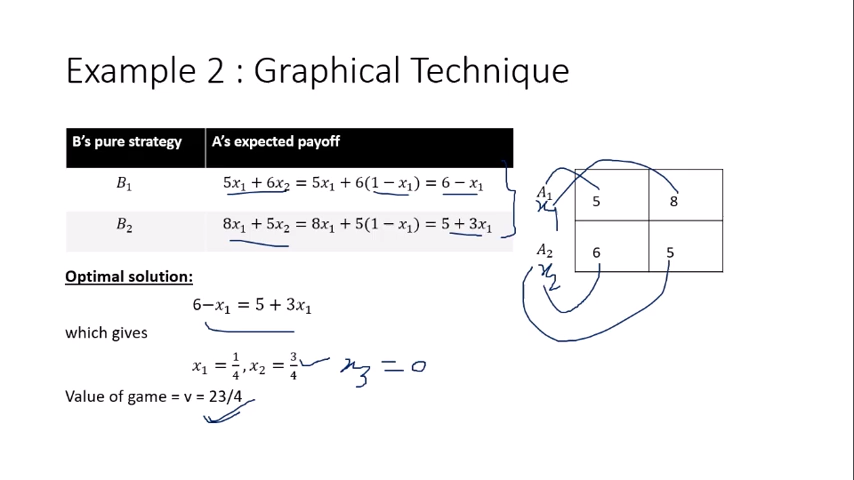 Example 2 : Graphical Technique
B's pure strategy A's expected payoff
B₁ 5x₁ + 6x₂ = 5x₁ + 6(1 − x₁) = 6 − x₁
B₂ 8x₁ + 5x₂ = 8x₁ + 5(1 − x₁) = 5 + 3x₁
A₁ 5 8
x₁
A₂ 6 5
x₂
Optimal solution:
6−x₁ = 5 + 3x₁
which gives
x₁ = 1/4, x₂ = 3/4 x₃ = 0
Value of game = v = 23/4